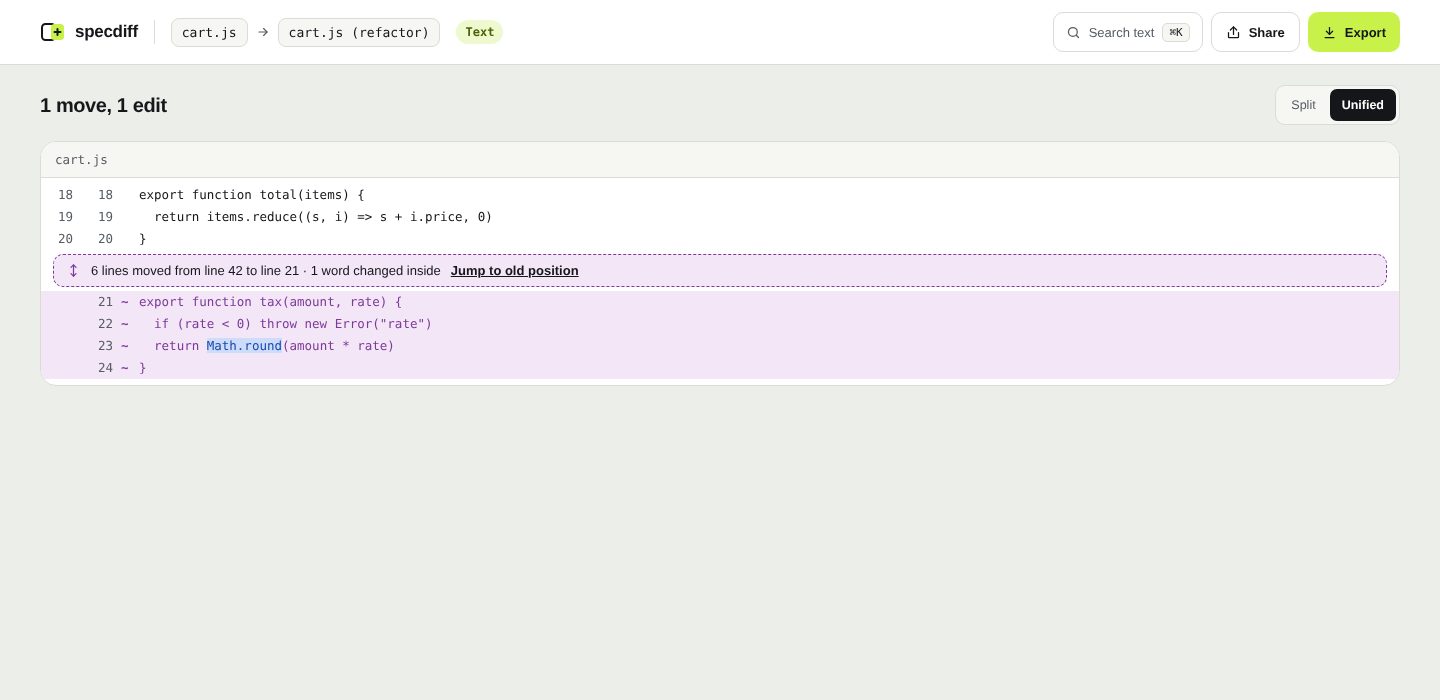 specdiff cart.js → cart.js (refactor) Text Search text ⌘K Share Export
1 move, 1 edit Split Unified
cart.js
18 18 export function total(items) {
19 19 return items.reduce((s, i) => s + i.price, 0)
20 20 }
6 lines moved from line 42 to line 21 · 1 word changed inside Jump to old position
21 ~ export function tax(amount, rate) {
22 ~ if (rate < 0) throw new Error("rate")
23 ~ return Math.round(amount * rate)
24 ~ }